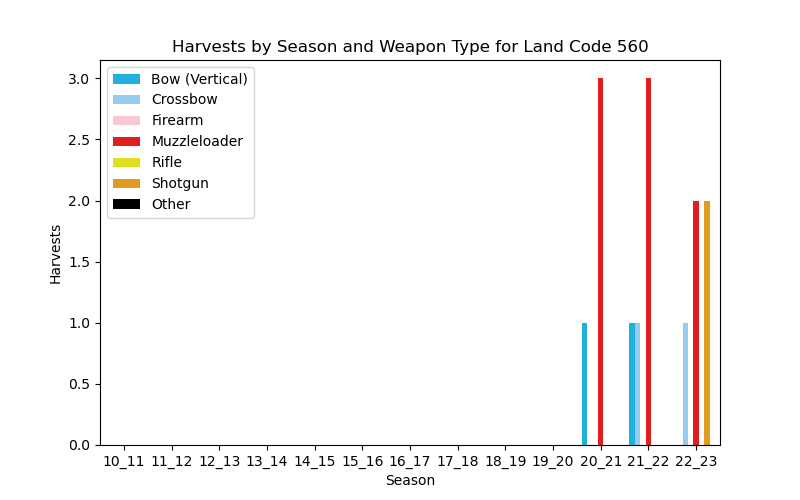 Harvests by Season and Weapon Type for Land Code 560
Bow (Vertical)
Crossbow
Firearm
Muzzleloader
Rifle
Shotgun
Other
Harvests
3.0
2.5
2.0
1.5
1.0
0.5
0.0
10_11 11_12 12_13 13_14 14_15 15_16 16_17 17_18 18_19 19_20 20_21 21_22 22_23
Season